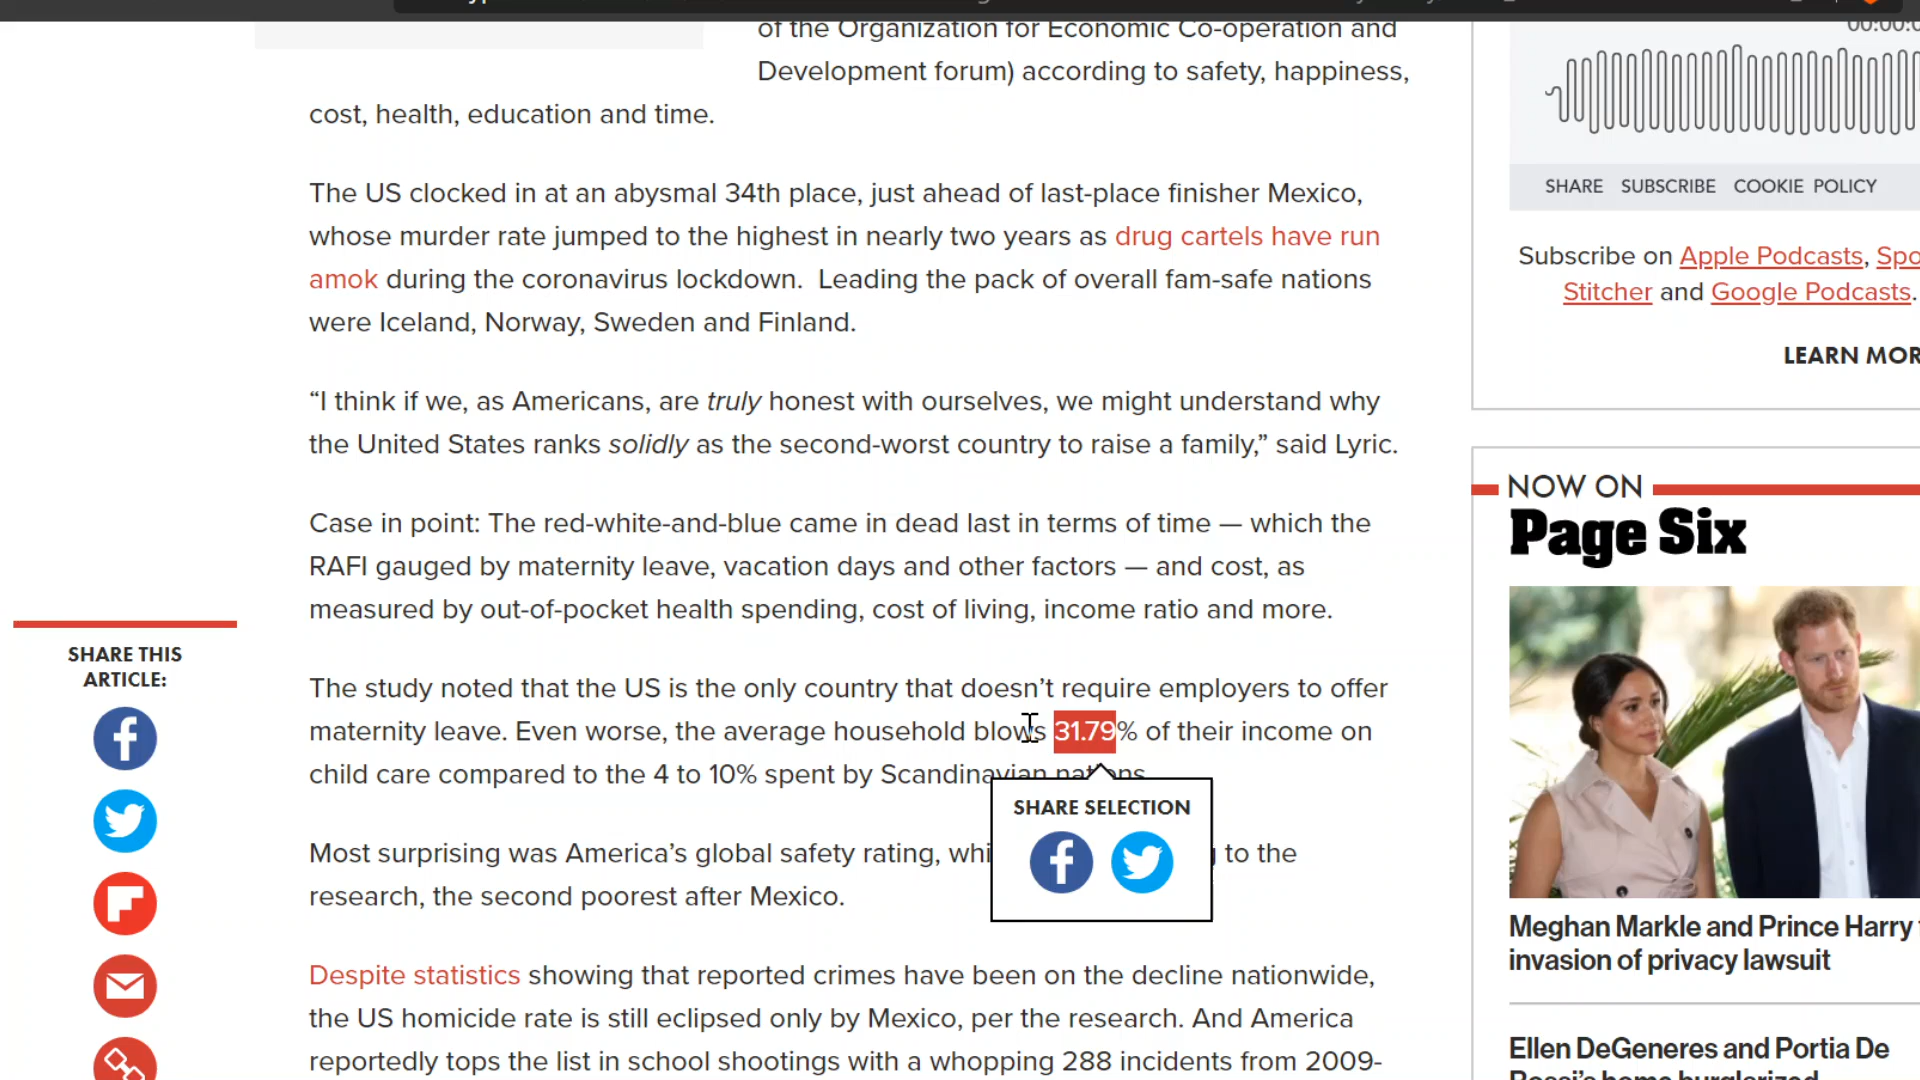 of the Organization for Economic Co-operation and
Development forum) according to safety, happiness,
cost, health, education and time.
The US clocked in at an abysmal 34th place, just ahead of last-place finisher Mexico,
whose murder rate jumped to the highest in nearly two years as drug cartels have run
amok during the coronavirus lockdown. Leading the pack of overall fam-safe nations
were Iceland, Norway, Sweden and Finland.
“I think if we, as Americans, are truly honest with ourselves, we might understand why
the United States ranks solidly as the second-worst country to raise a family,” said Lyric.
Case in point: The red-white-and-blue came in dead last in terms of time — which the
RAFI gauged by maternity leave, vacation days and other factors — and cost, as
measured by out-of-pocket health spending, cost of living, income ratio and more.
The study noted that the US is the only country that doesn’t require employers to offer
maternity leave. Even worse, the average household blows 31.79% of their income on
child care compared to the 4 to 10% spent by Scandinavian nations
SHARE SELECTION
Most surprising was America’s global safety rating, to the
research, the second poorest after Mexico.
Despite statistics showing that reported crimes have been on the decline nationwide,
the US homicide rate is still eclipsed only by Mexico, per the research. And America
reportedly tops the list in school shootings with a whopping 288 incidents from 2009-
SHARE THIS
ARTICLE:
SHARE SUBSCRIBE COOKIE POLICY
Subscribe on Apple Podcasts,
Stitcher and Google Podcasts.
LEARN
NOW ON
Page Six
Meghan Markle and Prince Harry
invasion of privacy lawsuit
Ellen DeGeneres and Portia De